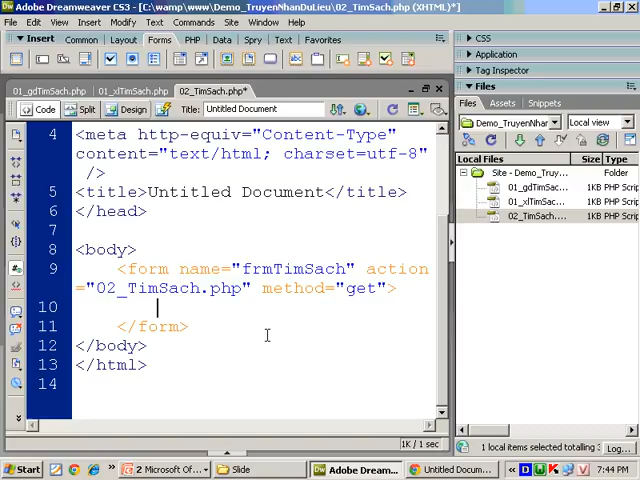 Adobe Dreamweaver CS3 - [C:\wamp\www\Demo_TruyenNhanDuLieu\02_TimSach.php (XHTML)*]
File Edit View Insert Modify Text Commands Site Window Help
Insert Common Layout Forms PHP Data Spry Text Favorites
01_gdTimSach.php 01_xlTimSach.php 02_TimSach.php*
Code Split Design Title: Untitled Document
4 <meta http-equiv="Content-Type"
content="text/html; charset=utf-8"
/>
5 <title>Untitled Document</title>
6 </head>
7
8 <body>
9 <form name="frmTimSach" action
="02_TimSach.php" method="get">
10
11 </form>
12 </body>
13 </html>
14
1K / 1 sec
CSS
Application
Tag Inspector
Files
Files Assets Snippets
Demo_TruyenNhan Local view
Local Files Size Type
Site - Demo_Truy... Folder
01_gdTimSac... 1KB PHP Scrip
01_xlTimSac... 1KB PHP Scrip
02_TimSach.... 1KB PHP Scrip
1 local items selected totalling 3 Log...
Start 2 Microsoft Of... Slide Adobe Drea... Untitled Docum... 7:44 PM